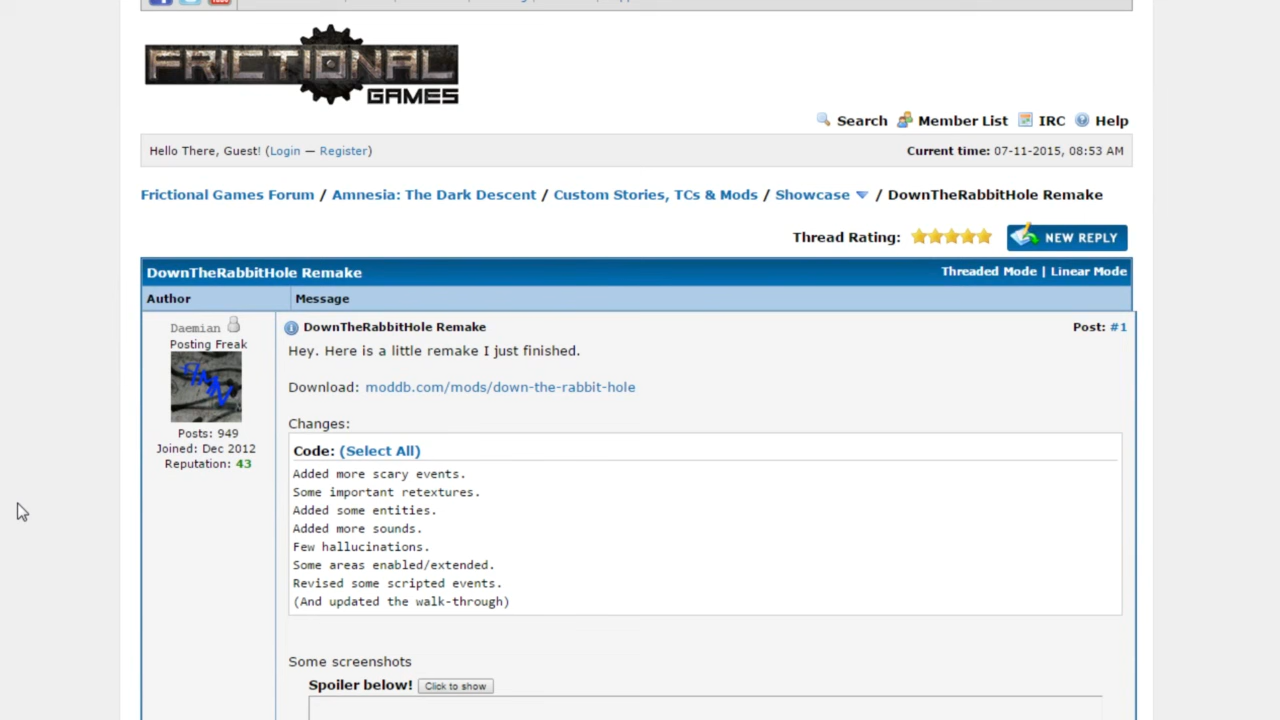 FRICTIONAL
GAMES
Search Member List IRC Help
Hello There, Guest! (Login — Register)
Current time: 07-11-2015, 08:53 AM
Frictional Games Forum / Amnesia: The Dark Descent / Custom Stories, TCs & Mods / Showcase / DownTheRabbitHole Remake
Thread Rating:
NEW REPLY
DownTheRabbitHole Remake
Threaded Mode | Linear Mode
Author
Message
Daemian
Posting Freak
Posts: 949
Joined: Dec 2012
Reputation: 43
DownTheRabbitHole Remake
Post: #1
Hey. Here is a little remake I just finished.
Download: moddb.com/mods/down-the-rabbit-hole
Changes:
Code: (Select All)
Added more scary events.
Some important retextures.
Added some entities.
Added more sounds.
Few hallucinations.
Some areas enabled/extended.
Revised some scripted events.
(And updated the walk-through)
Some screenshots
Spoiler below! Click to show